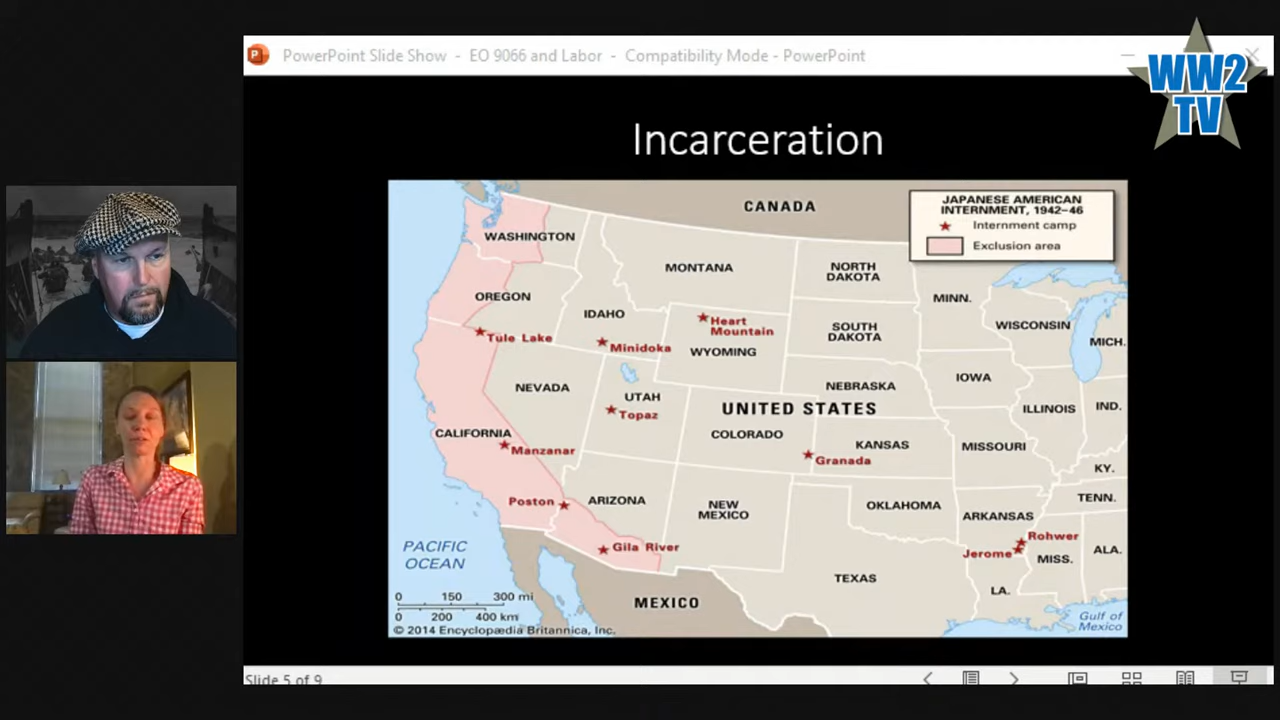 PowerPoint Slide Show - EO 9066 and Labor - Compatibility Mode - PowerPoint
WW2
TV
Incarceration
CANADA
JAPANESE AMERICAN
INTERNMENT, 1942–46
Internment camp
Exclusion area
WASHINGTON
MONTANA
NORTH
DAKOTA
MINN.
OREGON
IDAHO
Heart
Mountain
SOUTH
DAKOTA
WISCONSIN
MICH.
Tule Lake
Minidoka
WYOMING
IOWA
NEVADA
UTAH
NEBRASKA
Topaz
UNITED STATES
ILLINOIS
IND.
CALIFORNIA
COLORADO
KANSAS
MISSOURI
Manzanar
Granada
KY.
Poston
ARIZONA
NEW
MEXICO
OKLAHOMA
ARKANSAS
TENN.
Gila River
Rohwer
Jerome
MISS.
ALA.
PACIFIC
OCEAN
TEXAS
LA.
0 150 300 mi
0 200 400 km
MEXICO
Gulf of
Mexico
© 2014 Encyclopædia Britannica, Inc.
Slide 5 of 9